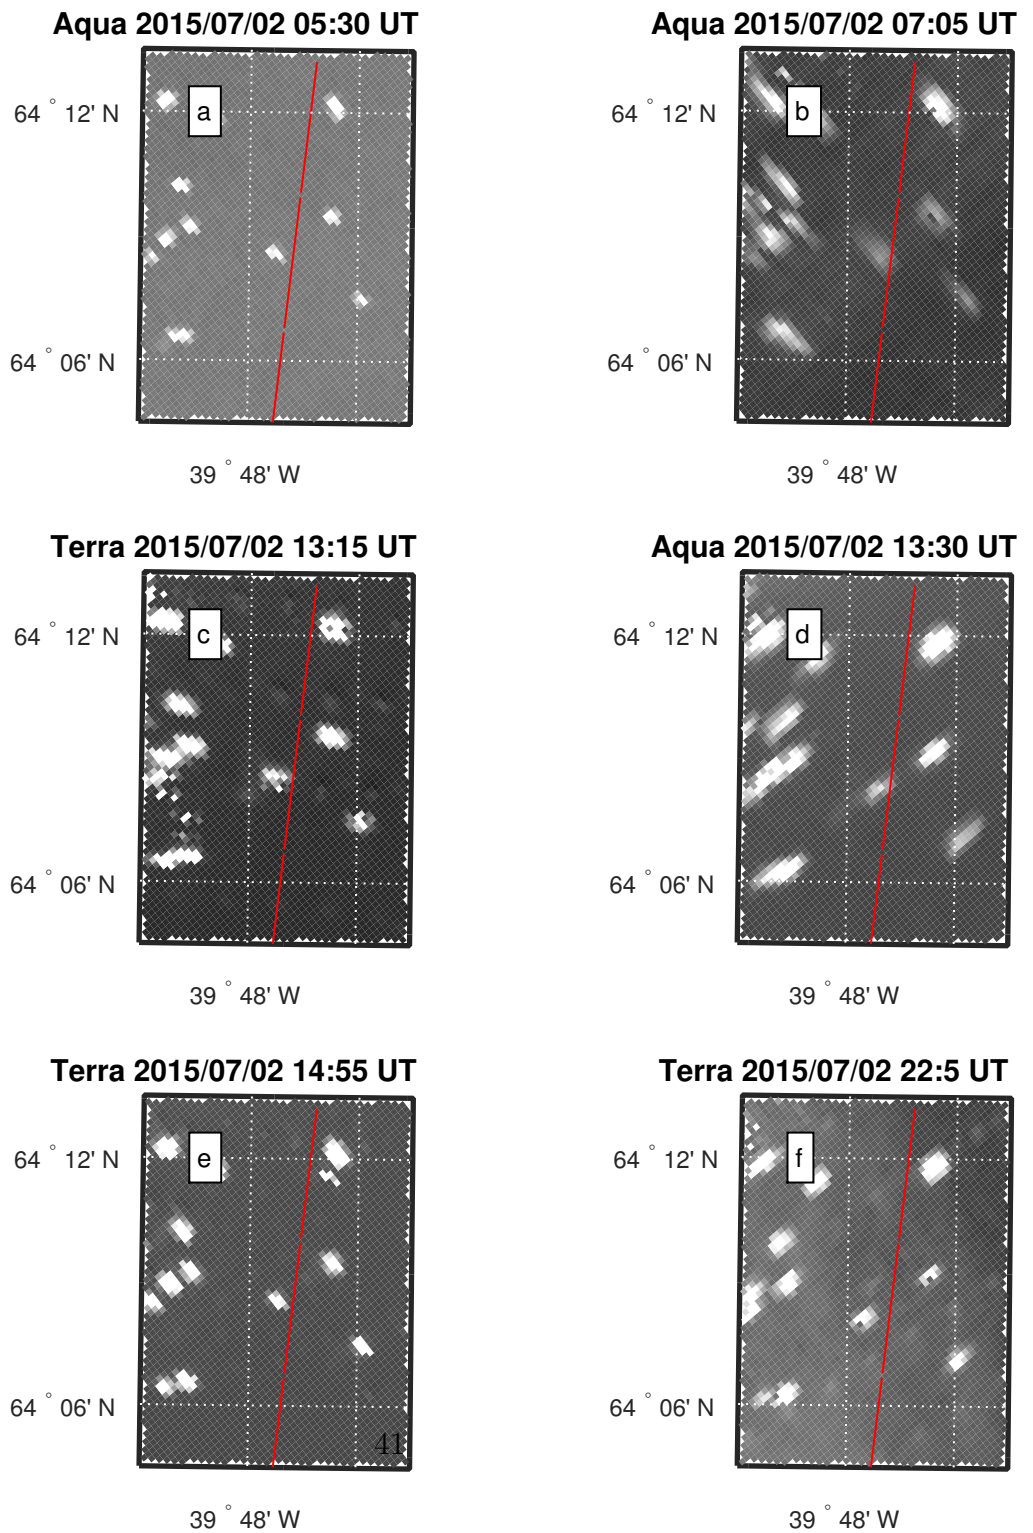 Aqua 2015/07/02 05:30 UT
Aqua 2015/07/02 07:05 UT
64 ° 12' N
a
64 ° 12' N
b
64 ° 06' N
64 ° 06' N
39 ° 48' W
39 ° 48' W
Terra 2015/07/02 13:15 UT
Aqua 2015/07/02 13:30 UT
64 ° 12' N
c
64 ° 12' N
d
64 ° 06' N
64 ° 06' N
39 ° 48' W
39 ° 48' W
Terra 2015/07/02 14:55 UT
Terra 2015/07/02 22:5 UT
64 ° 12' N
e
64 ° 12' N
f
64 ° 06' N
64 ° 06' N
41
39 ° 48' W
39 ° 48' W